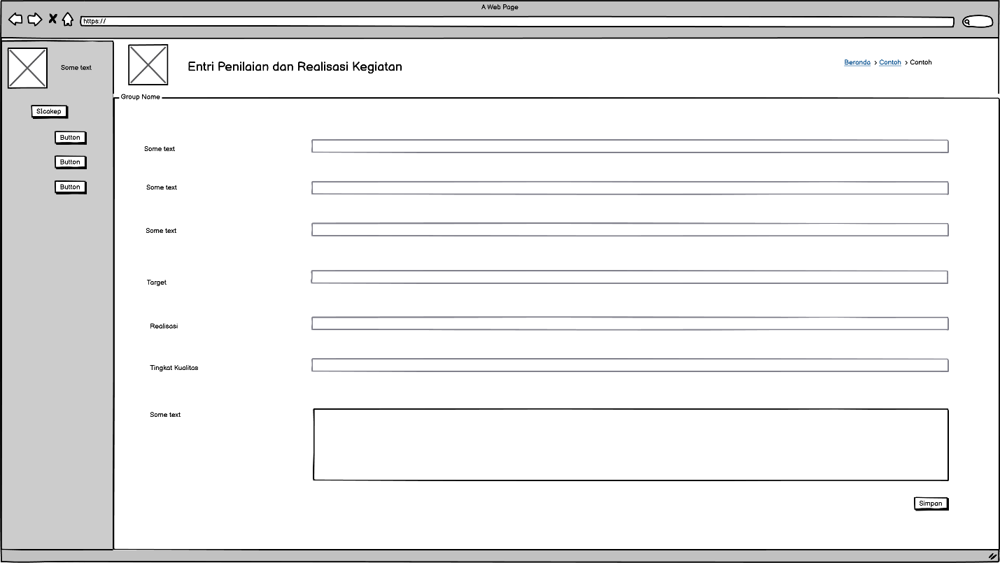 A Web Page
https://
Some text
Entri Penilaian dan Realisasi Kegiatan
Beranda > Contoh > Contoh
Group Name
SIcakep
Button
Button
Button
Some text
Some text
Some text
Target
Realisasi
Tingkat Kualitas
Some text
Simpan